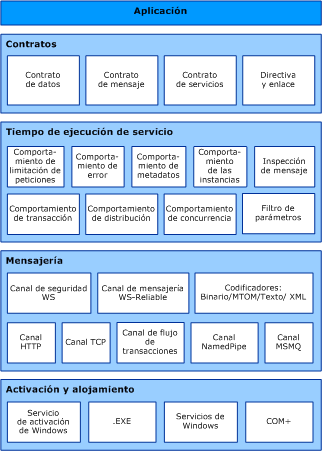 Aplicación
Contratos
Contrato
de datos
Contrato
de mensaje
Contrato
de servicios
Directiva
y enlace
Tiempo de ejecución de servicio
Comporta-
miento de
limitación de
peticiones
Comporta-
miento de
error
Comporta-
miento de
metadatos
Comporta-
miento
de las
instancias
Inspección
de mensaje
Comportamiento
de transacción
Comportamiento
de distribución
Comportamiento
de concurrencia
Filtro de
parámetros
Mensajería
Canal de seguridad
WS
Canal de mensajería
WS-Reliable
Codificadores:
Binario/MTOM/Texto/ XML
Canal
HTTP
Canal TCP
Canal de flujo
de
transacciones
Canal
NamedPipe
Canal
MSMQ
Activación y alojamiento
Servicio
de activación
de Windows
.EXE
Servicios de
Windows
COM+